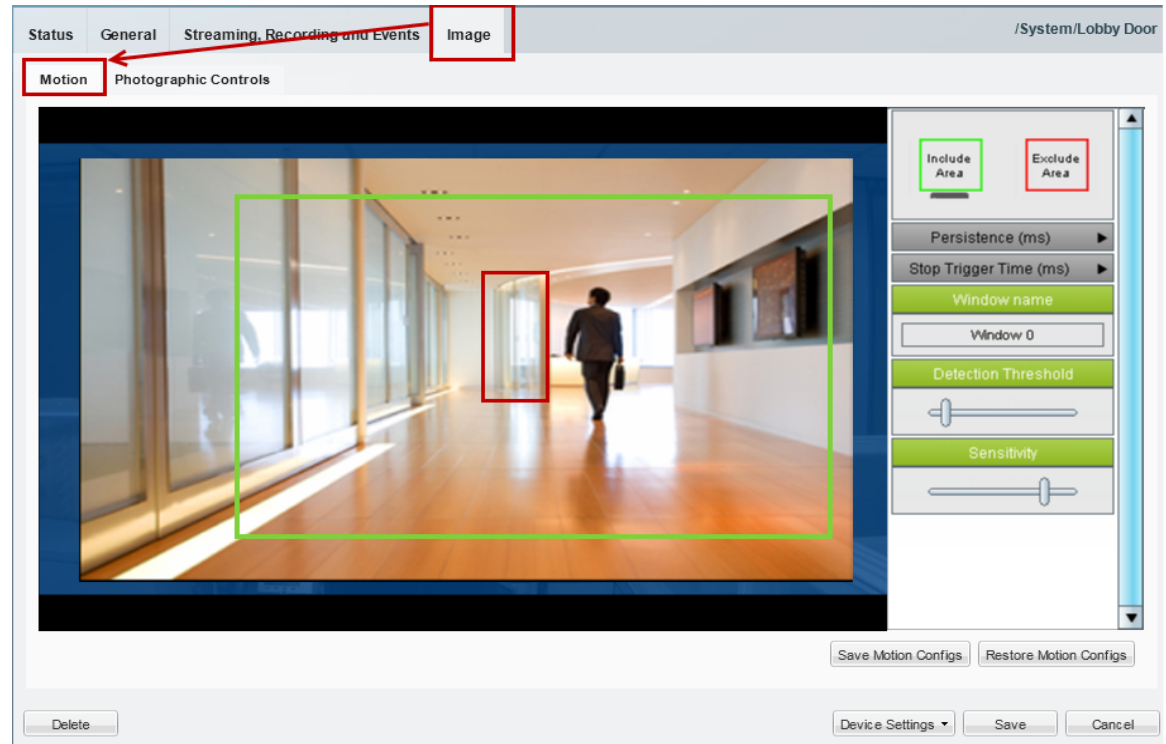 Status General Streaming, Recording and Events Image /System/Lobby Door
Motion Photographic Controls
Include Area
Exclude Area
Persistence (ms)
Stop Trigger Time (ms)
Window name
Window 0
Detection Threshold
Sensitivity
Save Motion Configs Restore Motion Configs
Delete Device Settings Save Cancel